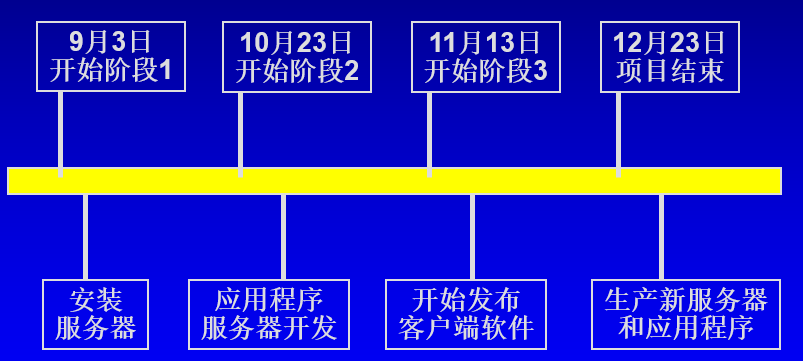 9月3日
开始阶段1
10月23日
开始阶段2
11月13日
开始阶段3
12月23日
项目结束
安装
服务器
应用程序
服务器开发
开始发布
客户端软件
生产新服务器
和应用程序